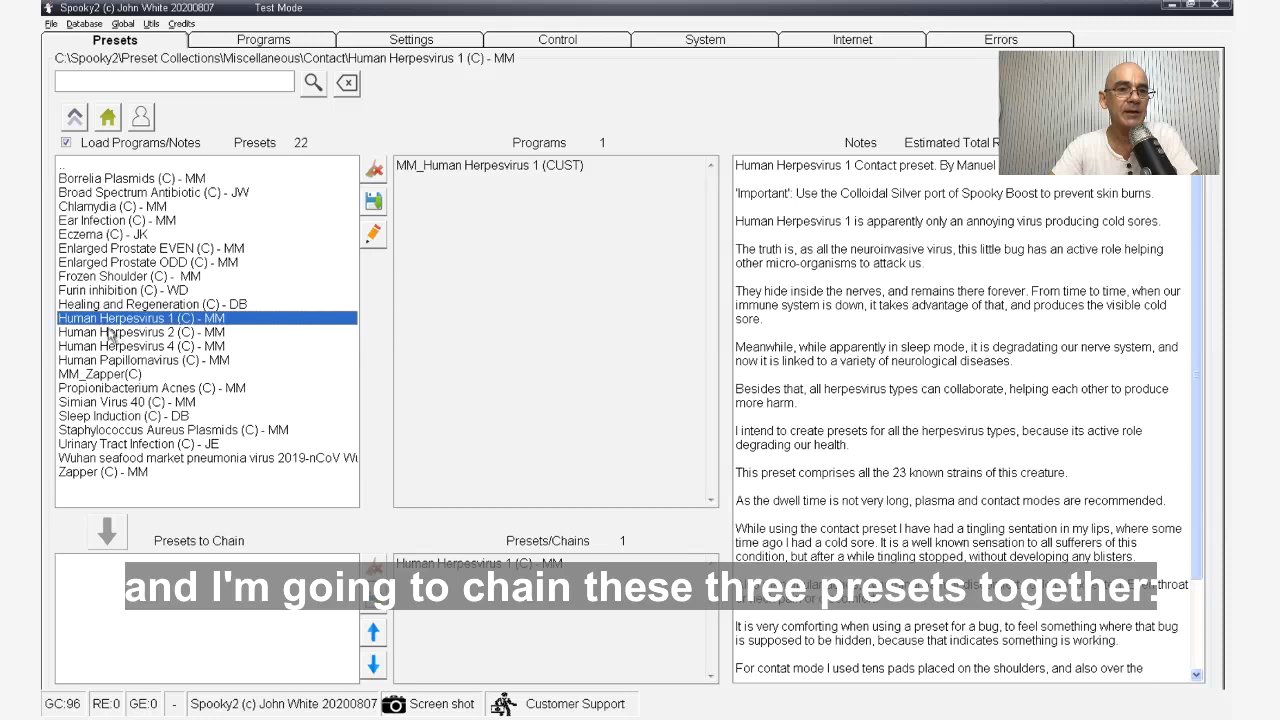 Spooky2 (c) John White 20200807 Test Mode
File Database Global Utils Credits
Presets Programs Settings Control System Internet Errors
C:\Spooky2\Preset Collections\Miscellaneous\Contact\Human Herpesvirus 1 (C) - MM
Load Programs/Notes Presets 22 Programs 1 Notes Estimated Total R
..
Borrelia Plasmids (C) - MM
Broad Spectrum Antibiotic (C) - JW
Chlamydia (C) - MM
Ear Infection (C) - MM
Eczema (C) - JK
Enlarged Prostate EVEN (C) - MM
Enlarged Prostate ODD (C) - MM
Frozen Shoulder (C) - MM
Furin inhibition (C) - WD
Healing and Regeneration (C) - DB
Human Herpesvirus 1 (C) - MM
Human Herpesvirus 2 (C) - MM
Human Herpesvirus 4 (C) - MM
Human Papillomavirus (C) - MM
MM_Zapper(C)
Propionibacterium Acnes (C) - MM
Simian Virus 40 (C) - MM
Sleep Induction (C) - DB
Staphylococcus Aureus Plasmids (C) - MM
Urinary Tract Infection (C) - JE
Wuhan seafood market pneumonia virus 2019-nCoV Wu
Zapper (C) - MM
MM_Human Herpesvirus 1 (CUST)
Human Herpesvirus 1 Contact preset. By Manuel
'Important': Use the Colloidal Silver port of Spooky Boost to prevent skin burns.
Human Herpesvirus 1 is apparently only an annoying virus producing cold sores.
The truth is, as all the neuroinvasive virus, this little bug has an active role helping
other micro-organisms to attack us.
They hide inside the nerves, and remains there forever. From time to time, when our
immune system is down, it takes advantage of that, and produces the visible cold
sore.
Meanwhile, while apparently in sleep mode, it is degradating our nerve system, and
now it is linked to a variety of neurological diseases.
Besides that, all herpesvirus types can collaborate, helping each other to produce
more harm.
I intend to create presets for all the herpesvirus types, because its active role
degrading our health.
This preset comprises all the 23 known strains of this creature.
As the dwell time is not very long, plasma and contact modes are recommended.
While using the contact preset I have had a tingling sentation in my lips, where some
time ago I had a cold sore. It is a well known sensation to all sufferers of this
condition, but after a while tingling stopped, without developing any blisters.
throat
It is very comforting when using a preset for a bug, to feel something where that bug
is supposed to be hidden, because that indicates something is working.
For contat mode I used tens pads placed on the shoulders, and also over the
Presets to Chain Presets/Chains 1
Human Herpesvirus 1 (C) - MM
and I'm going to chain these three presets together:
GC:96 RE:0 GE:0 - Spooky2 (c) John White 20200807 Screen shot Customer Support